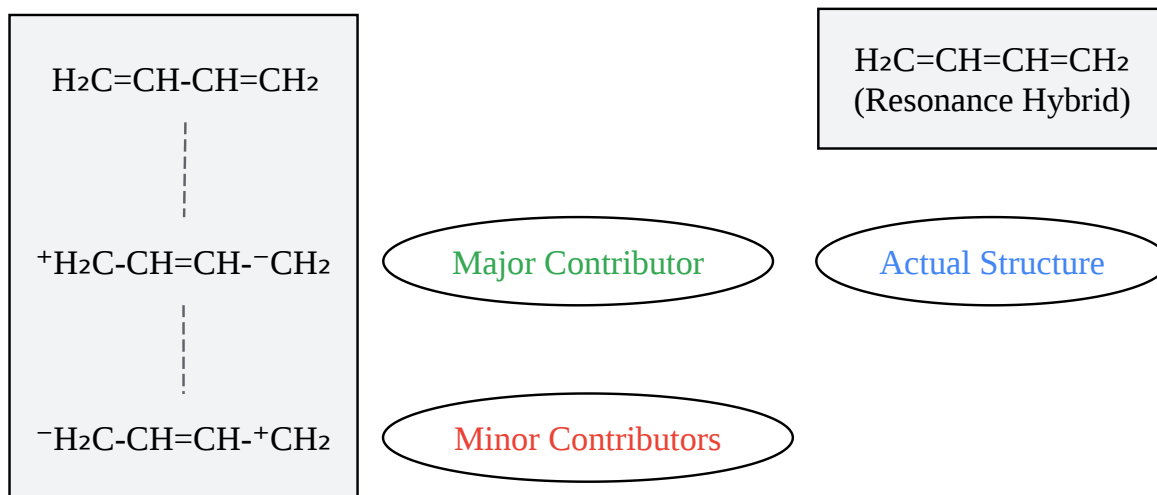 H₂C=CH-CH=CH₂
⁺H₂C-CH=CH-⁻CH₂
⁻H₂C-CH=CH-⁺CH₂
Major Contributor
Minor Contributors
H₂C=CH=CH=CH₂
(Resonance Hybrid)
Actual Structure